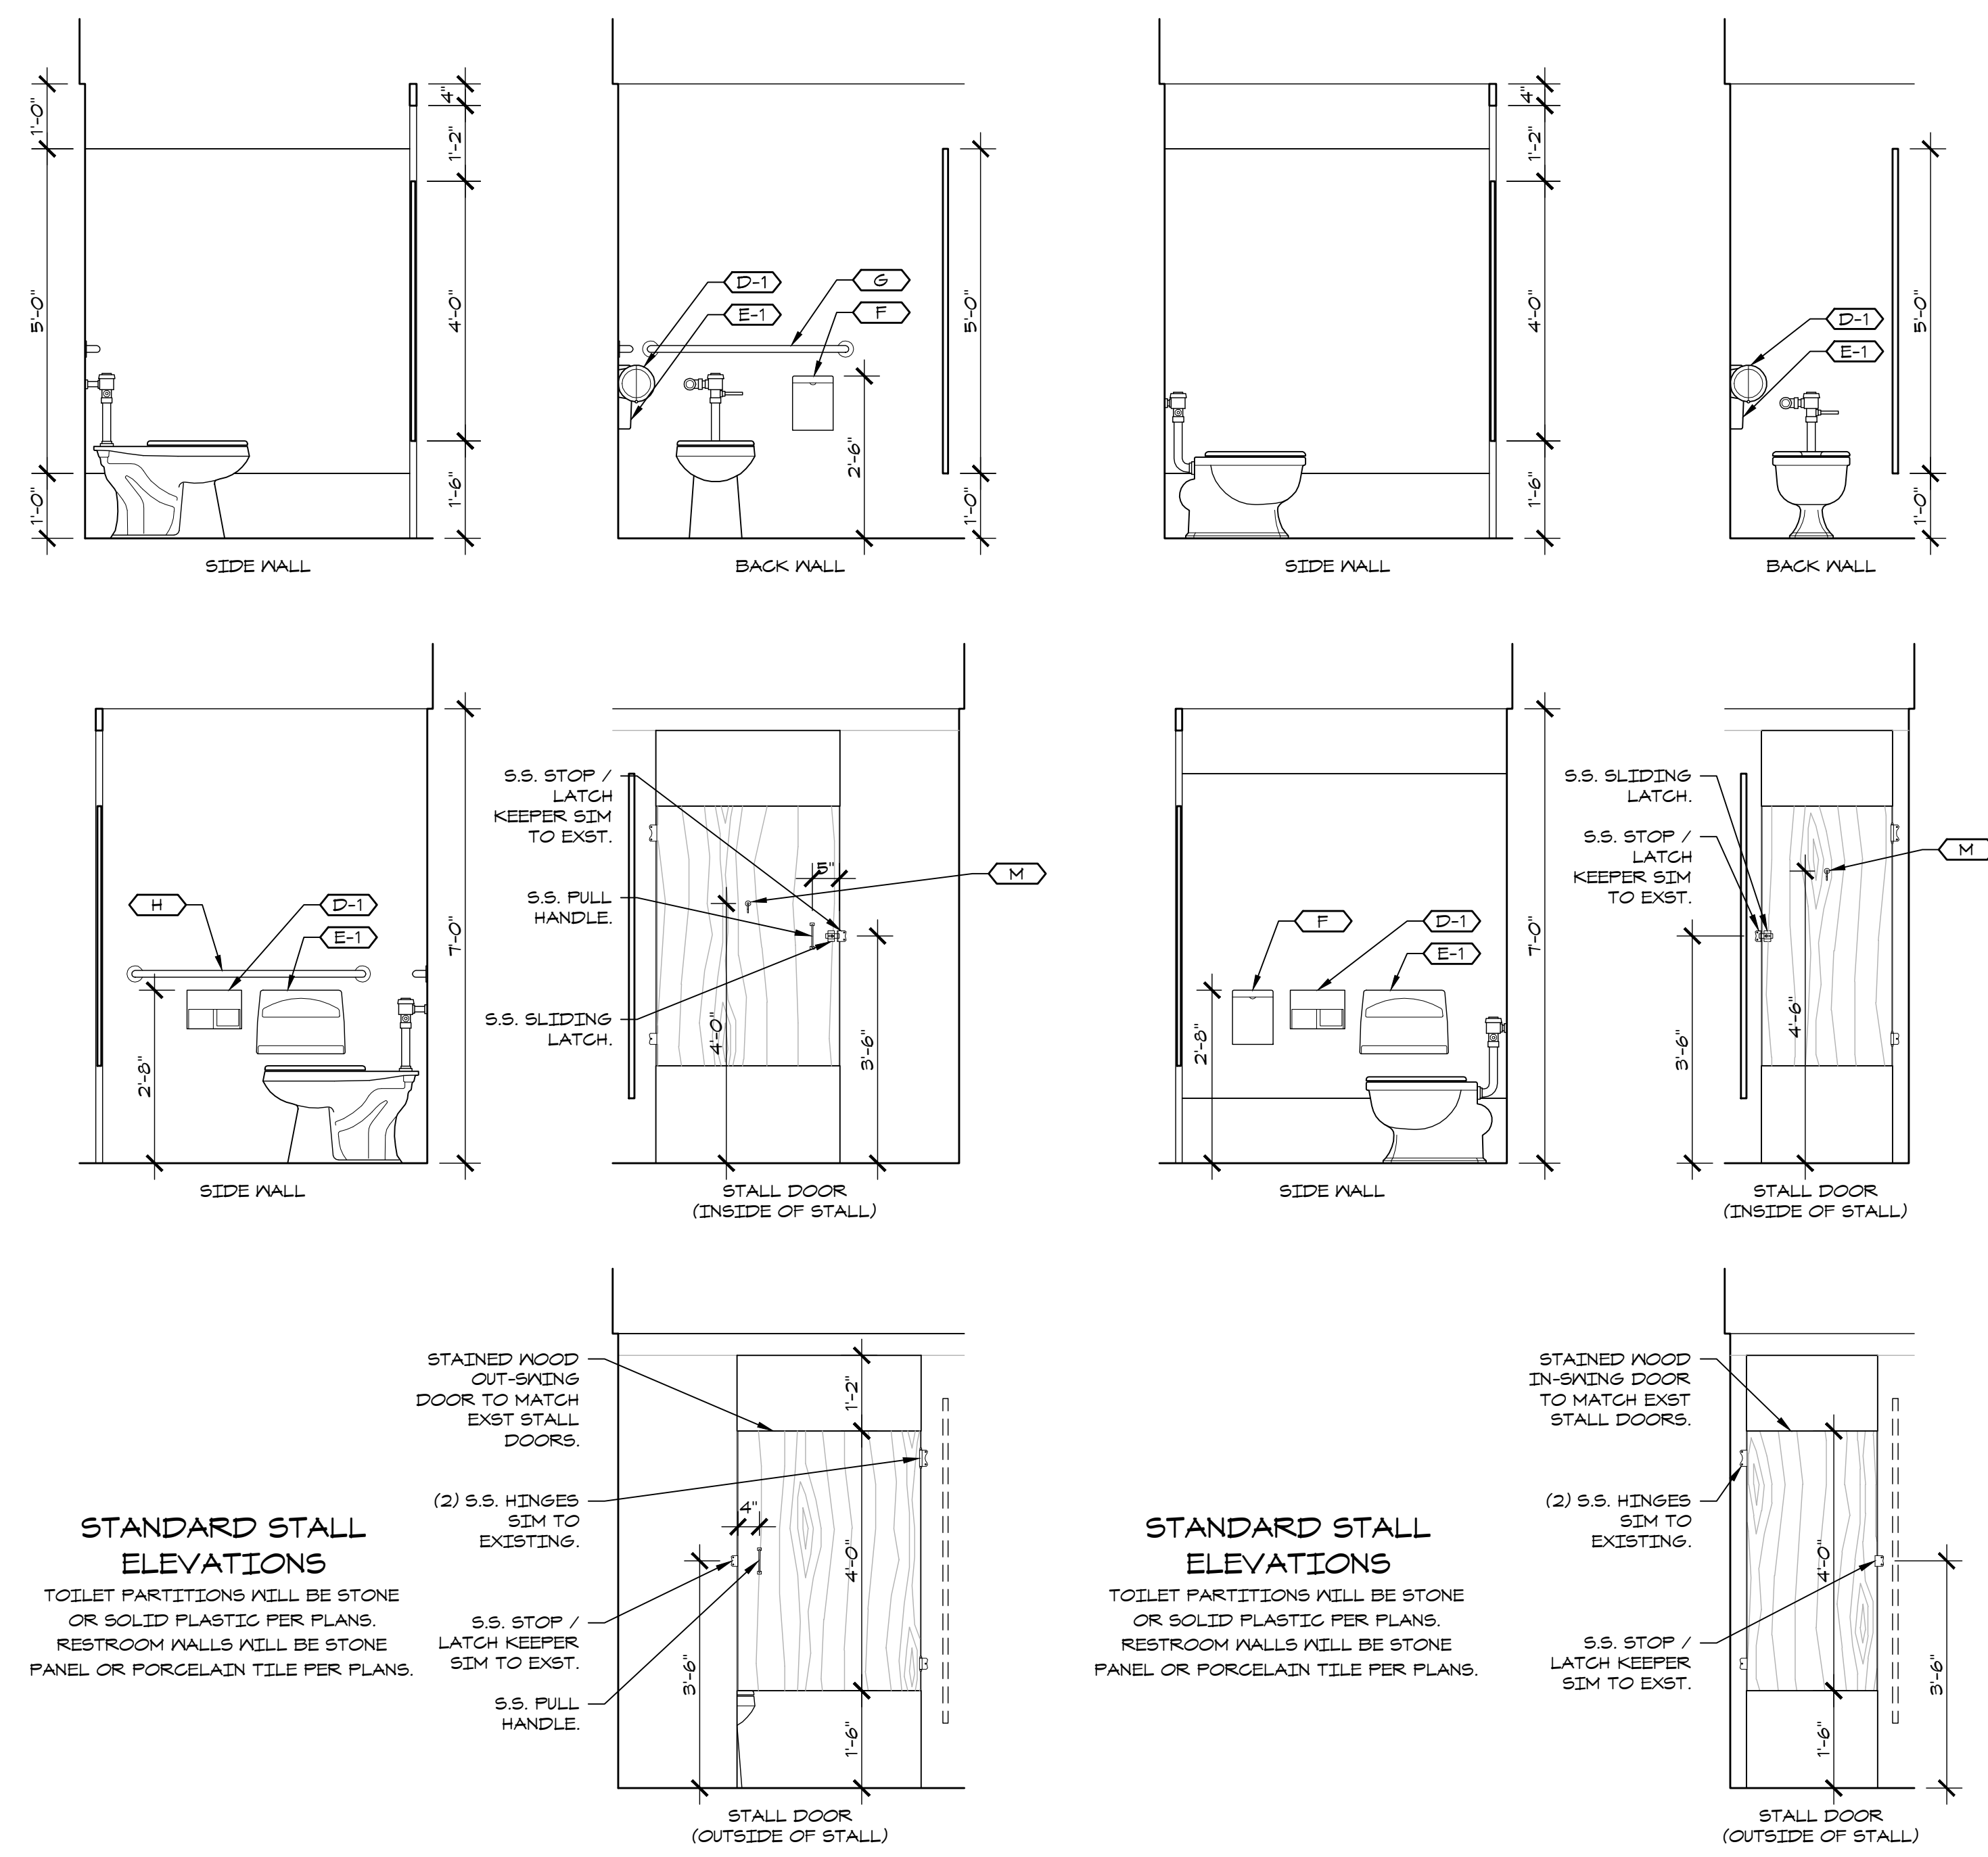 1'-0"
5'-0"
1'-0"
4"
1'-2"
4'-0"
1'-6"
SIDE WALL
D-1
E-1
G
F
2'-6"
5'-0"
1'-0"
BACK WALL
4"
1'-2"
4'-0"
1'-6"
SIDE WALL
D-1
E-1
5'-0"
1'-0"
BACK WALL
H
D-1
E-1
2'-8"
7'-0"
SIDE WALL
S.S. STOP /
LATCH
KEEPER SIM
TO EXST.
S.S. PULL
HANDLE.
S.S. SLIDING
LATCH.
5"
M
4'-0"
3'-6"
STALL DOOR
(INSIDE OF STALL)
F
D-1
E-1
2'-8"
7'-0"
SIDE WALL
S.S. SLIDING
LATCH.
S.S. STOP /
LATCH
KEEPER SIM
TO EXST.
M
3'-6"
4'-6"
STALL DOOR
(INSIDE OF STALL)
STANDARD STALL
ELEVATIONS
TOILET PARTITIONS WILL BE STONE
OR SOLID PLASTIC PER PLANS.
RESTROOM WALLS WILL BE STONE
PANEL OR PORCELAIN TILE PER PLANS.
STAINED WOOD
OUT-SWING
DOOR TO MATCH
EXST STALL
DOORS.
(2) S.S. HINGES
SIM TO
EXISTING.
S.S. STOP /
LATCH KEEPER
SIM TO EXST.
S.S. PULL
HANDLE.
4"
3'-6"
1'-2"
4'-0"
1'-6"
STALL DOOR
(OUTSIDE OF STALL)
STANDARD STALL
ELEVATIONS
TOILET PARTITIONS WILL BE STONE
OR SOLID PLASTIC PER PLANS.
RESTROOM WALLS WILL BE STONE
PANEL OR PORCELAIN TILE PER PLANS.
STAINED WOOD
IN-SWING DOOR
TO MATCH EXST
STALL DOORS.
(2) S.S. HINGES
SIM TO
EXISTING.
S.S. STOP /
LATCH KEEPER
SIM TO EXST.
4'-0"
1'-6"
3'-6"
STALL DOOR
(OUTSIDE OF STALL)